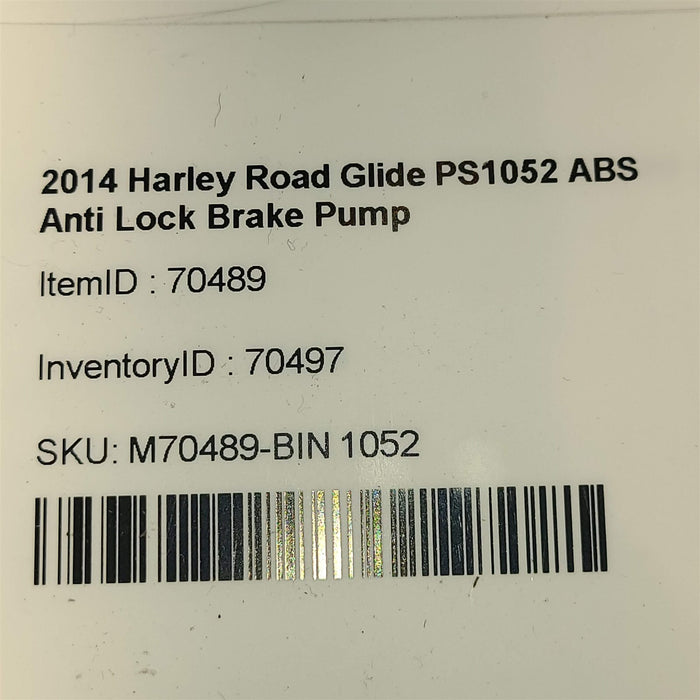 2014 Harley Road Glide PS1052 ABS
Anti Lock Brake Pump
ItemID : 70489
InventoryID : 70497
SKU: M70489-BIN 1052